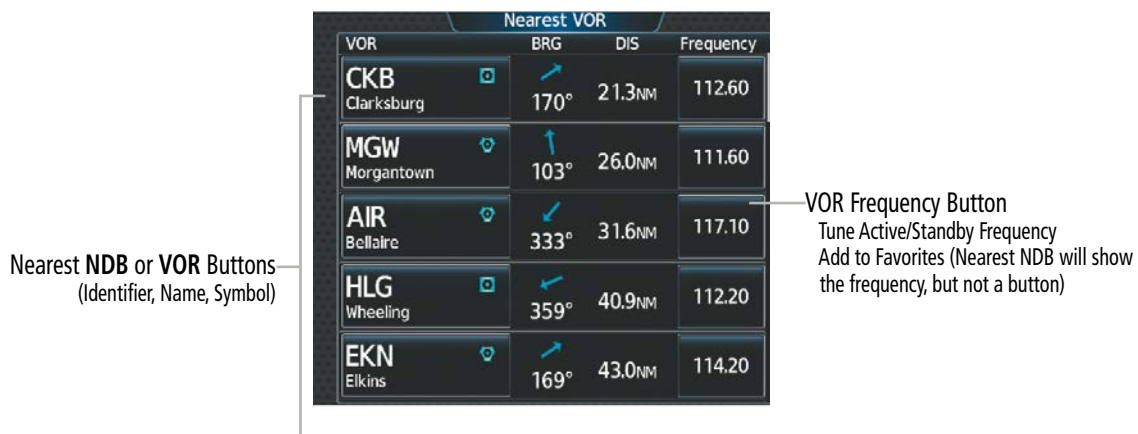 Nearest VOR
VOR BRG DIS Frequency
CKB 170° 21.3NM 112.60
Clarksburg
MGW 103° 26.0NM 111.60
Morgantown
AIR 333° 31.6NM 117.10
Bellaire
HLG 359° 40.9NM 112.20
Wheeling
EKN 169° 43.0NM 114.20
Elkins
Nearest NDB or VOR Buttons
(Identifier, Name, Symbol)
VOR Frequency Button
Tune Active/Standby Frequency
Add to Favorites (Nearest NDB will show
the frequency, but not a button)